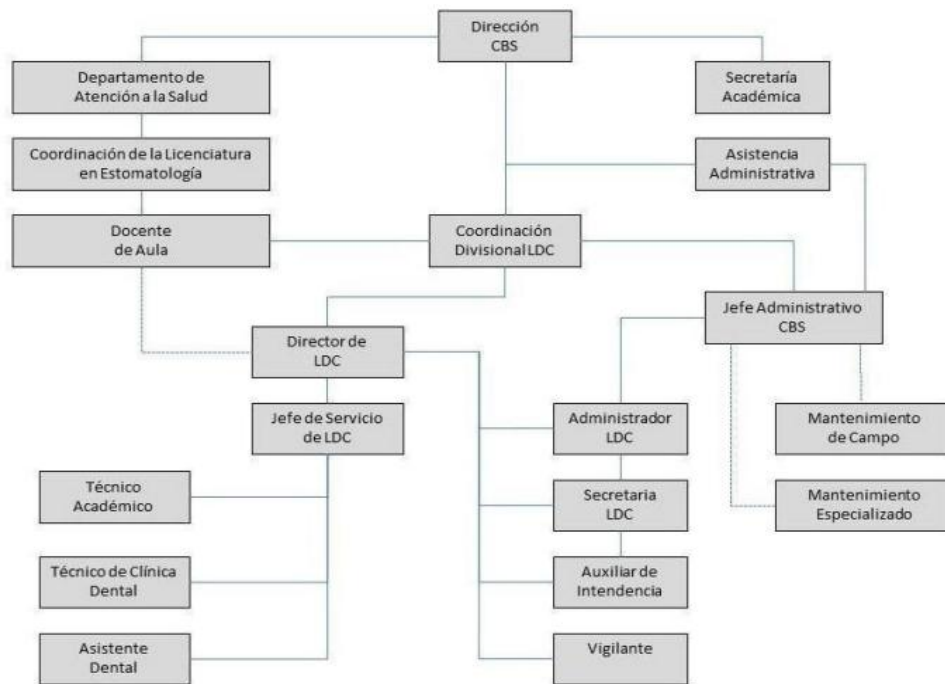 Dirección
CBS
Departamento de
Atención a la Salud
Secretaría
Académica
Coordinación de la Licenciatura
en Estomatología
Asistencia
Administrativa
Docente
de Aula
Coordinación
Divisional LDC
Jefe Administrativo
CBS
Director de
LDC
Jefe de Servicio
de LDC
Administrador
LDC
Mantenimiento
de Campo
Técnico
Académico
Secretaria
LDC
Mantenimiento
Especializado
Técnico de Clínica
Dental
Auxiliar de
Intendencia
Asistente
Dental
Vigilante